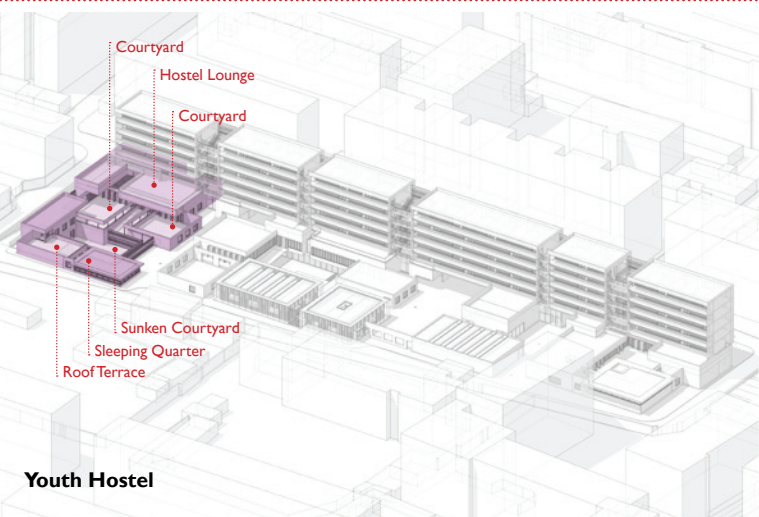 Courtyard
Hostel Lounge
Courtyard
Sunken Courtyard
Sleeping Quarter
Roof Terrace
Youth Hostel